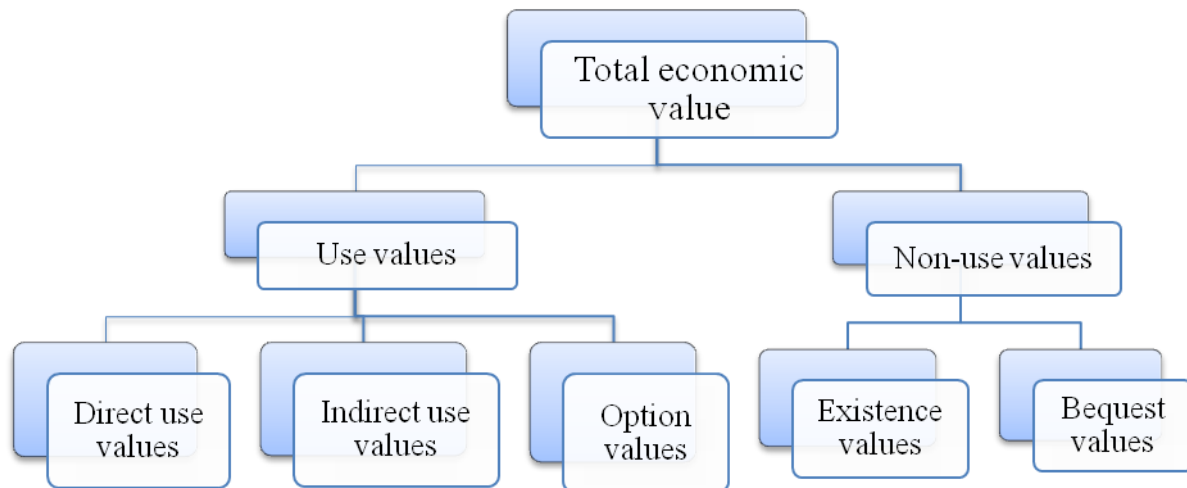 Total economic
value
Use values
Non-use values
Direct use
values
Indirect use
values
Option
values
Existence
values
Bequest
values